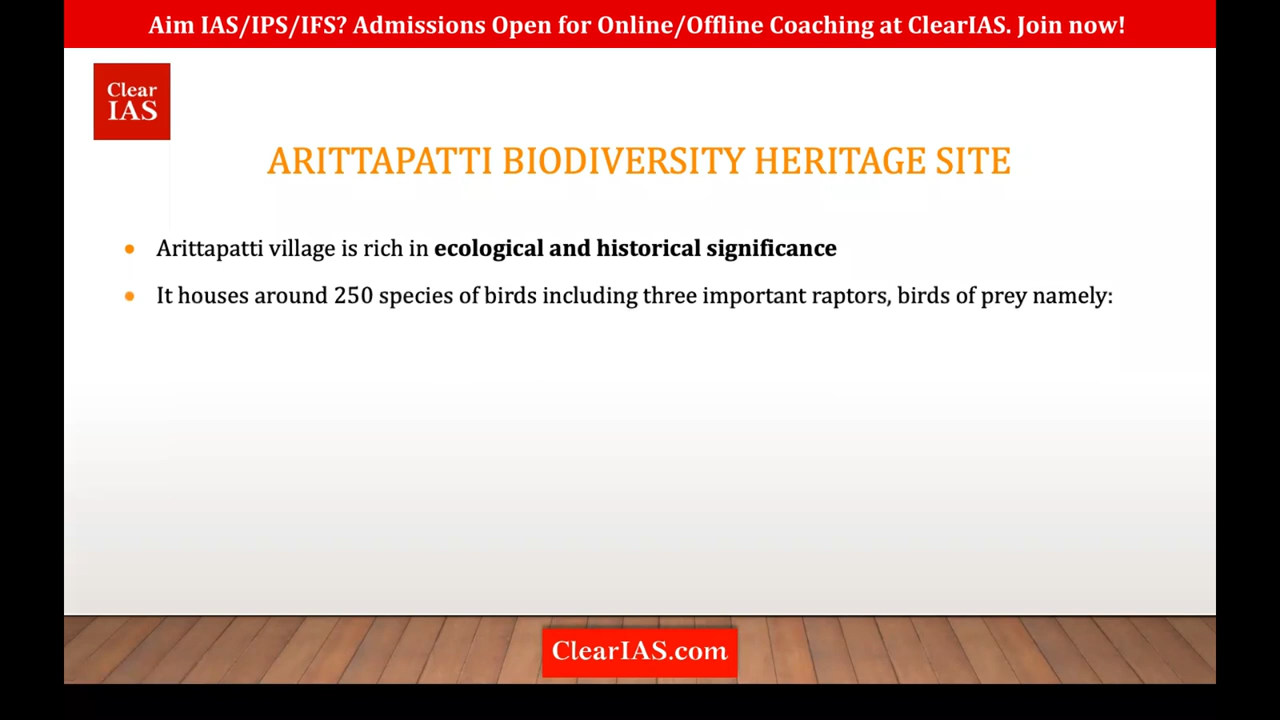 Aim IAS/IPS/IFS? Admissions Open for Online/Offline Coaching at ClearIAS. Join now!
Clear
IAS
ARITTAPATTI BIODIVERSITY HERITAGE SITE
• Arittapatti village is rich in ecological and historical significance
• It houses around 250 species of birds including three important raptors, birds of prey namely:
ClearIAS.com